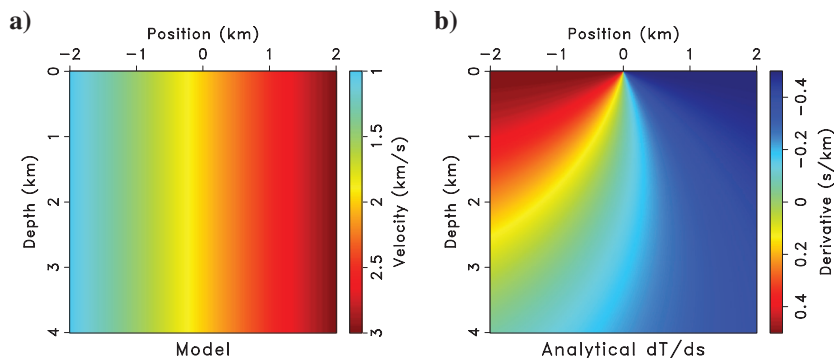 a)
Position (km)
−2 −1 0 1 2
0
1
2
3
4
Depth (km)
Model
1
1.5
2
2.5
3
Velocity (km/s)
b)
Position (km)
−2 −1 0 1 2
0
1
2
3
4
Depth (km)
Analytical dT/ds
−0.4
−0.2
0
0.2
0.4
Derivative (s/km)